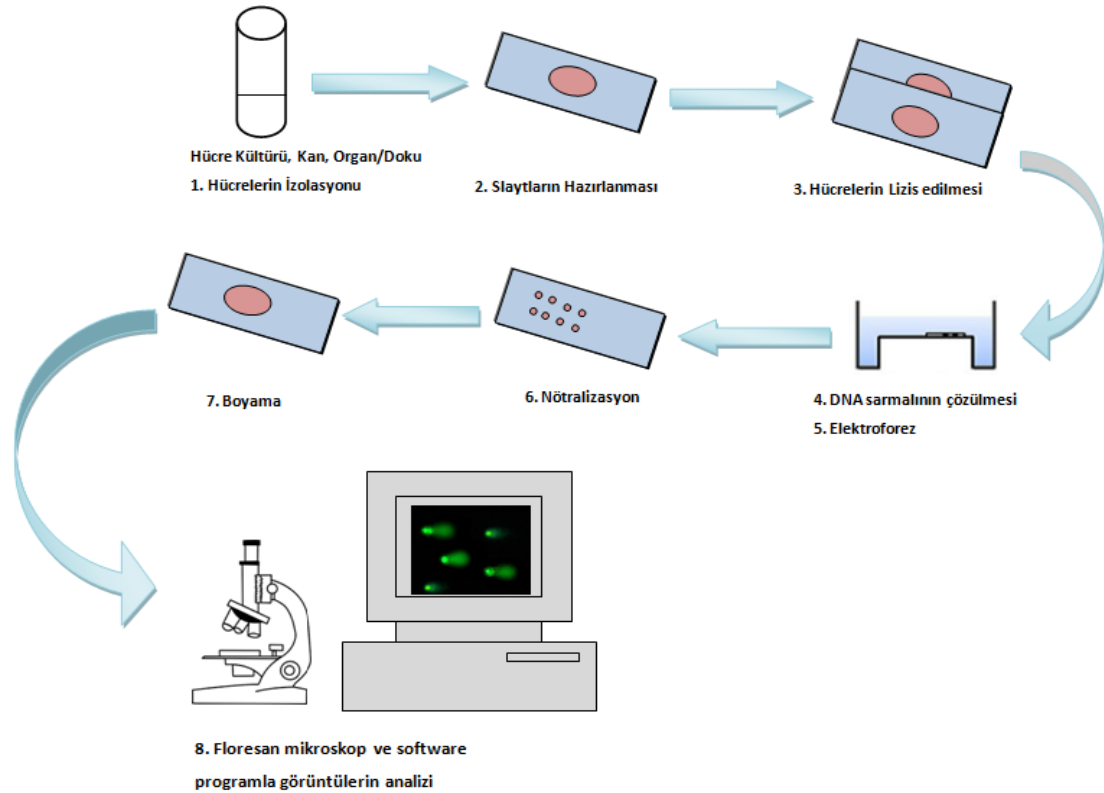 Hücre Kültürü, Kan, Organ/Doku
1. Hücrelerin İzolasyonu
2. Slaytların Hazırlanması
3. Hücrelerin Lizis edilmesi
4. DNA sarmalının çözülmesi
5. Elektroforez
6. Nötralizasyon
7. Boyama
8. Floresan mikroskop ve software
programla görüntülerin analizi